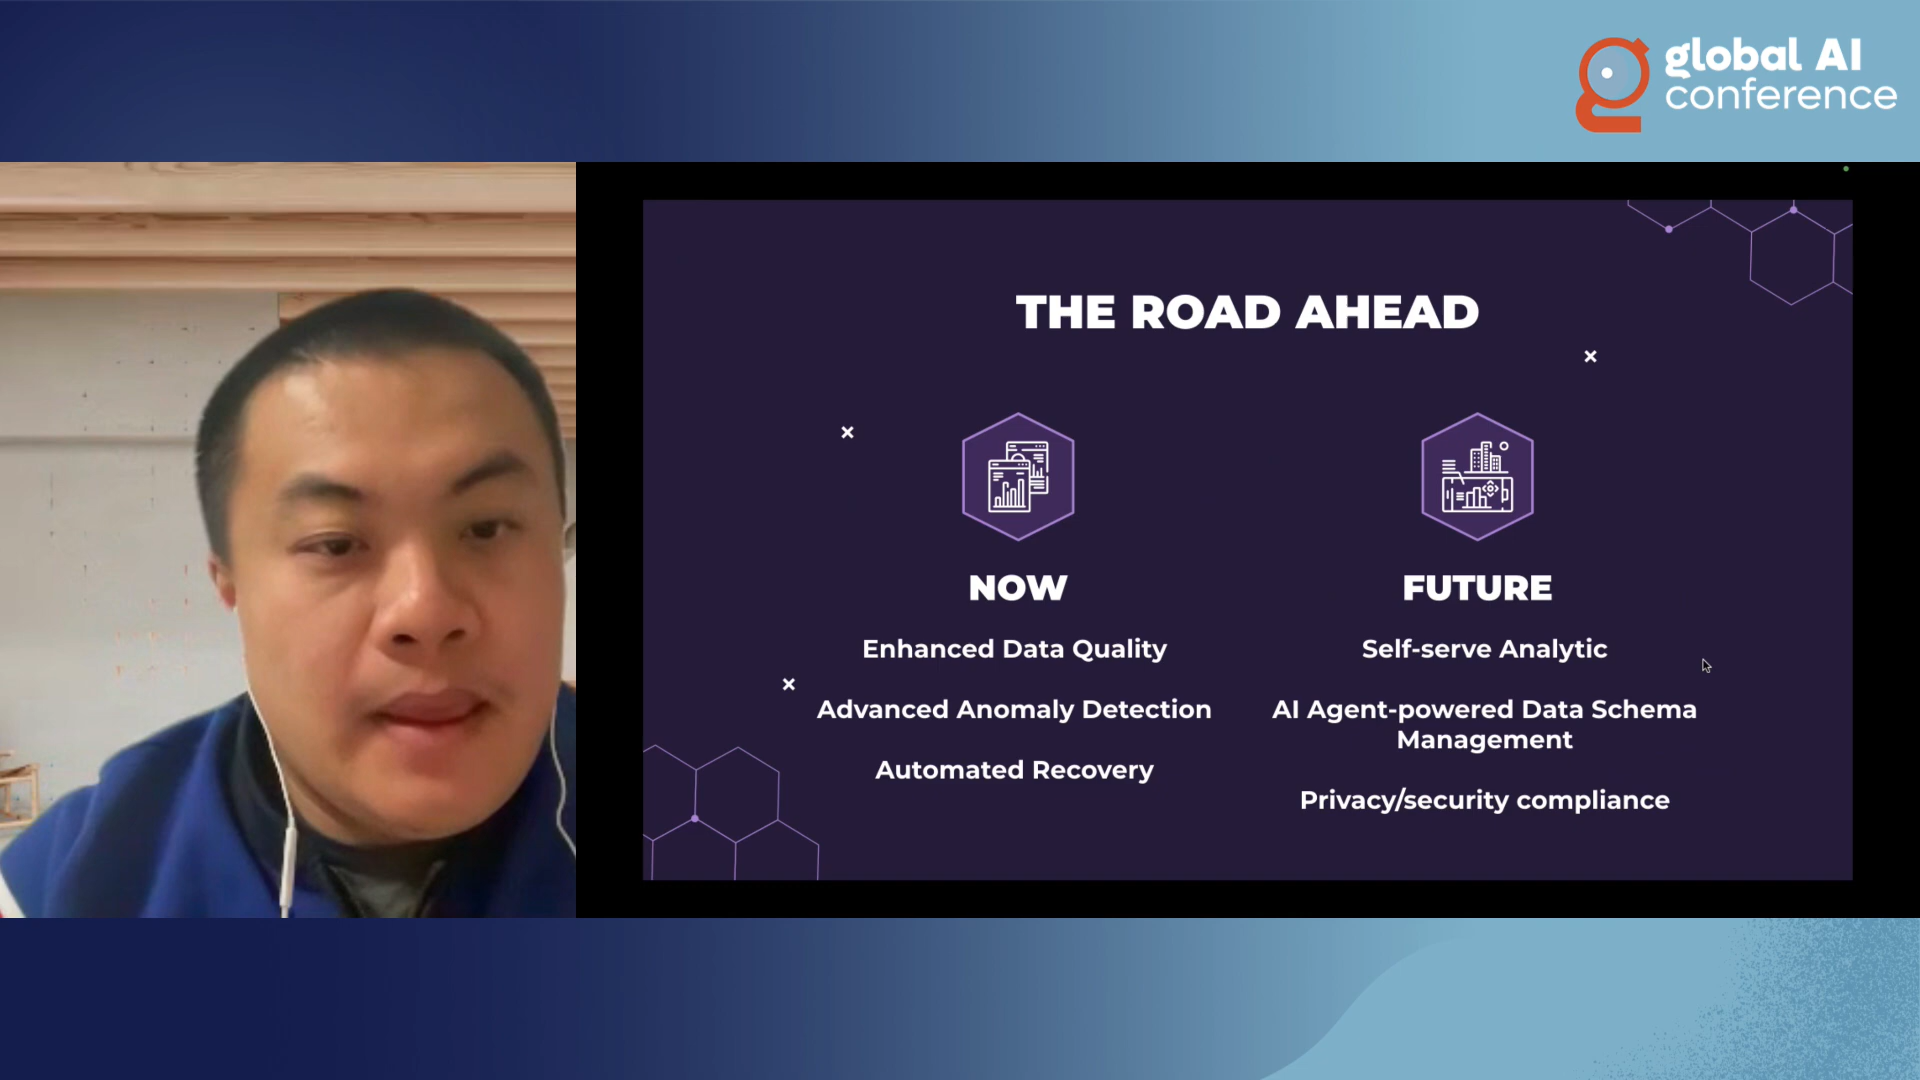 global AI
conference
THE ROAD AHEAD
NOW
Enhanced Data Quality
Advanced Anomaly Detection
Automated Recovery
FUTURE
Self-serve Analytic
AI Agent-powered Data Schema
Management
Privacy/security compliance